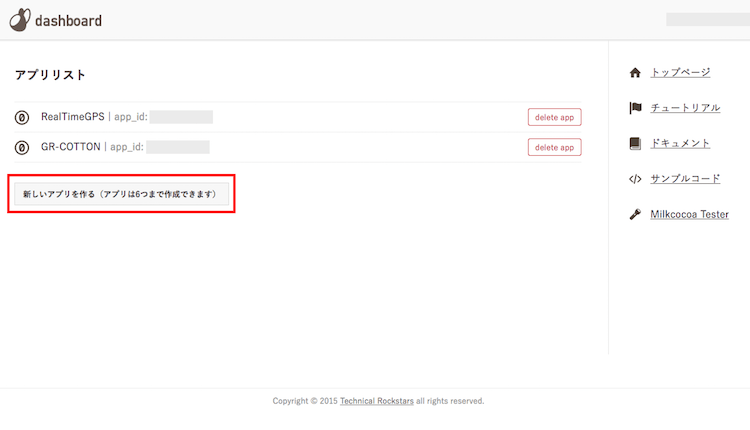 dashboard
アプリリスト
RealTimeGPS | app_id:
delete app
GR-COTTON | app_id:
delete app
新しいアプリを作る（アプリは6つまで作成できます）
トップページ
チュートリアル
ドキュメント
サンプルコード
Milkcocoa Tester
Copyright © 2015 Technical Rockstars all rights reserved.